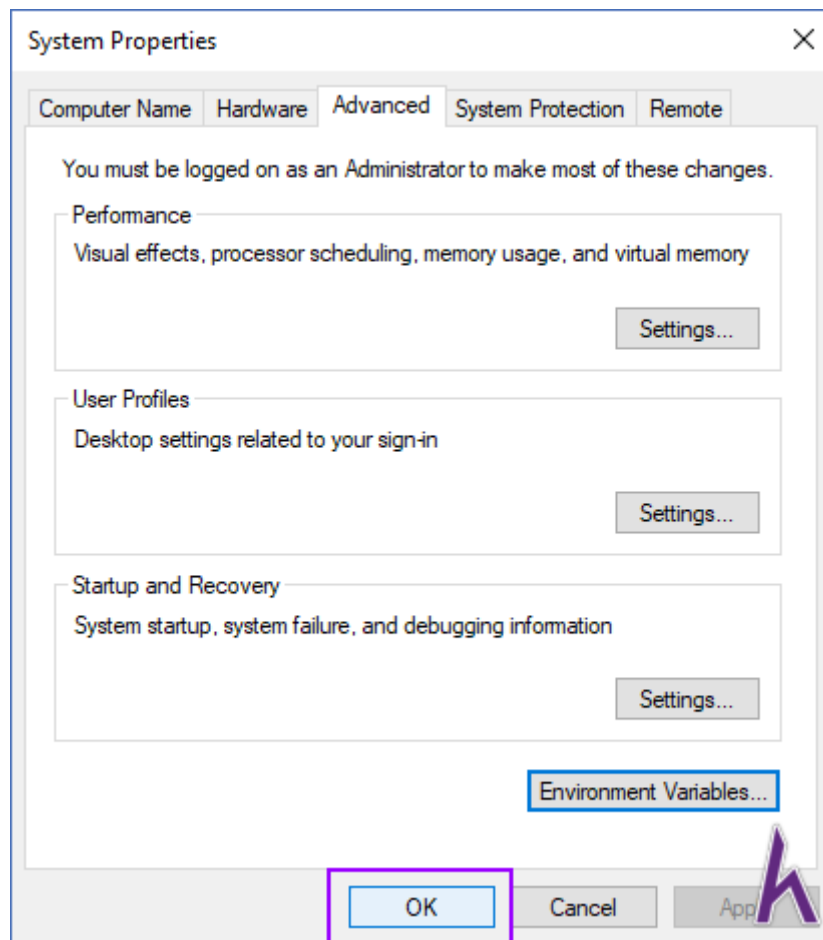 System Properties
Computer Name Hardware Advanced System Protection Remote
You must be logged on as an Administrator to make most of these changes.
Performance
Visual effects, processor scheduling, memory usage, and virtual memory
Settings...
User Profiles
Desktop settings related to your sign-in
Settings...
Startup and Recovery
System startup, system failure, and debugging information
Settings...
Environment Variables...
OK Cancel